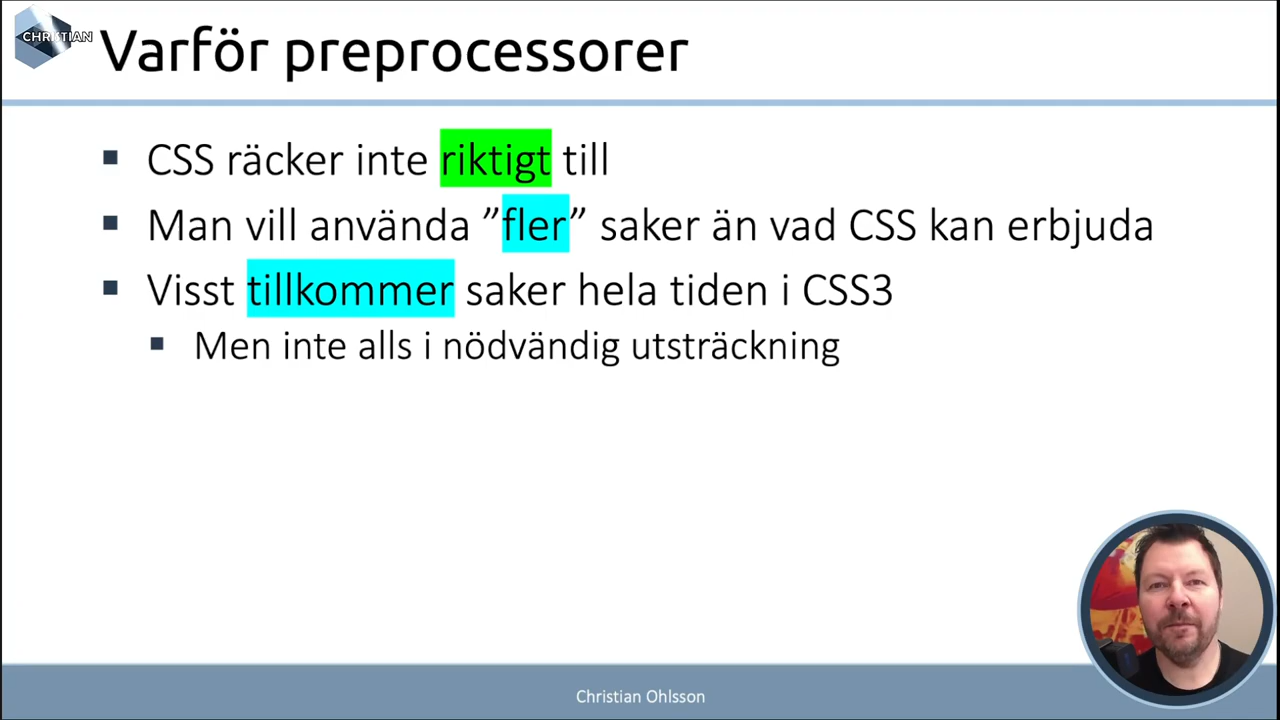 CHRISTIAN
Varför preprocessorer
CSS räcker inte riktigt till
Man vill använda ”fler” saker än vad CSS kan erbjuda
Visst tillkommer saker hela tiden i CSS3
Men inte alls i nödvändig utsträckning
Christian Ohlsson